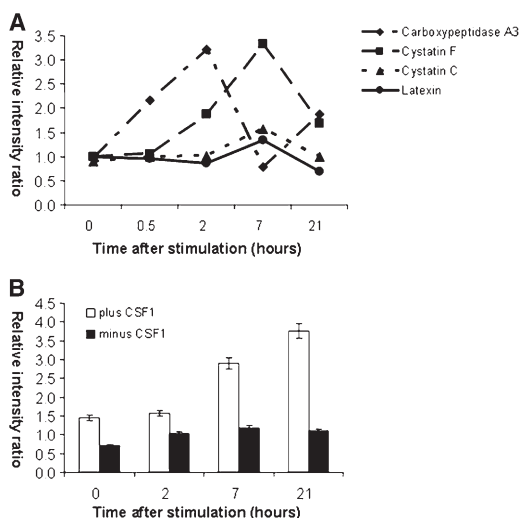 A
Relative intensity ratio
3.5
3.0
2.5
2.0
1.5
1.0
0.5
0.0
0 0.5 2 7 21
Time after stimulation (hours)
Carboxypeptidase A3
Cystatin F
Cystatin C
Latexin
B
Relative intensity ratio
4.5
4.0
3.5
3.0
2.5
2.0
1.5
1.0
0.5
0.0
plus CSF1
minus CSF1
0 2 7 21
Time after stimulation (hours)